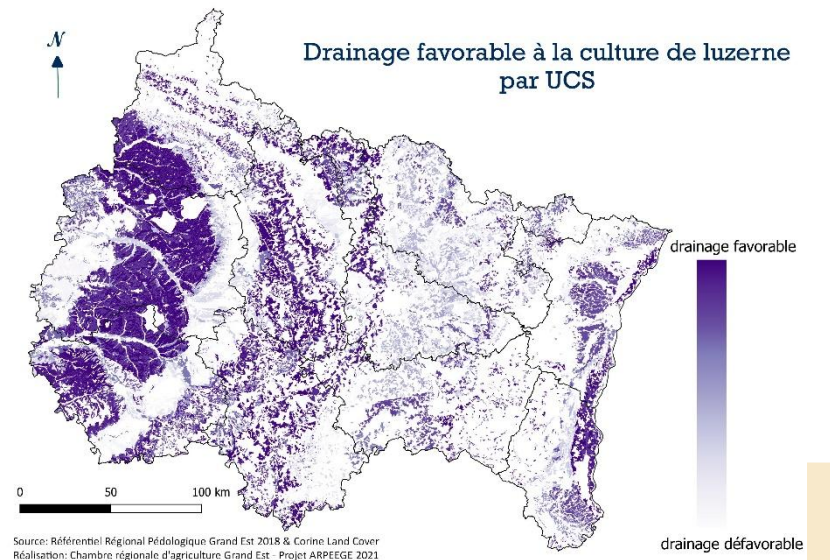 N
Drainage favorable à la culture de luzerne
par UCS
drainage favorable
drainage défavorable
0 50 100 km
Source: Référentiel Régional Pédologique Grand Est 2018 & Corine Land Cover
Réalisation: Chambre régionale d'agriculture Grand Est - Projet ARPEEGE 2021